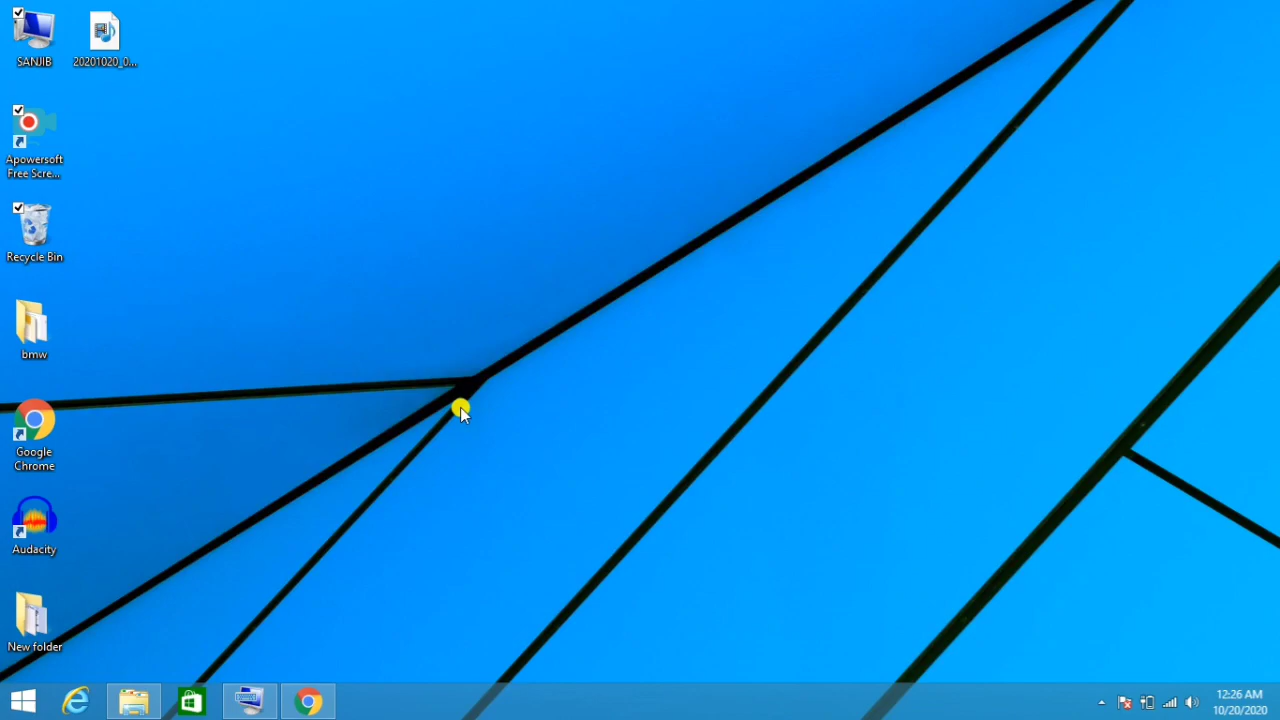 SANJIB
20201020_0...
Apowersoft
Free Scre...
Recycle Bin
bmw
Google
Chrome
Audacity
New folder
12:26 AM
10/20/2020